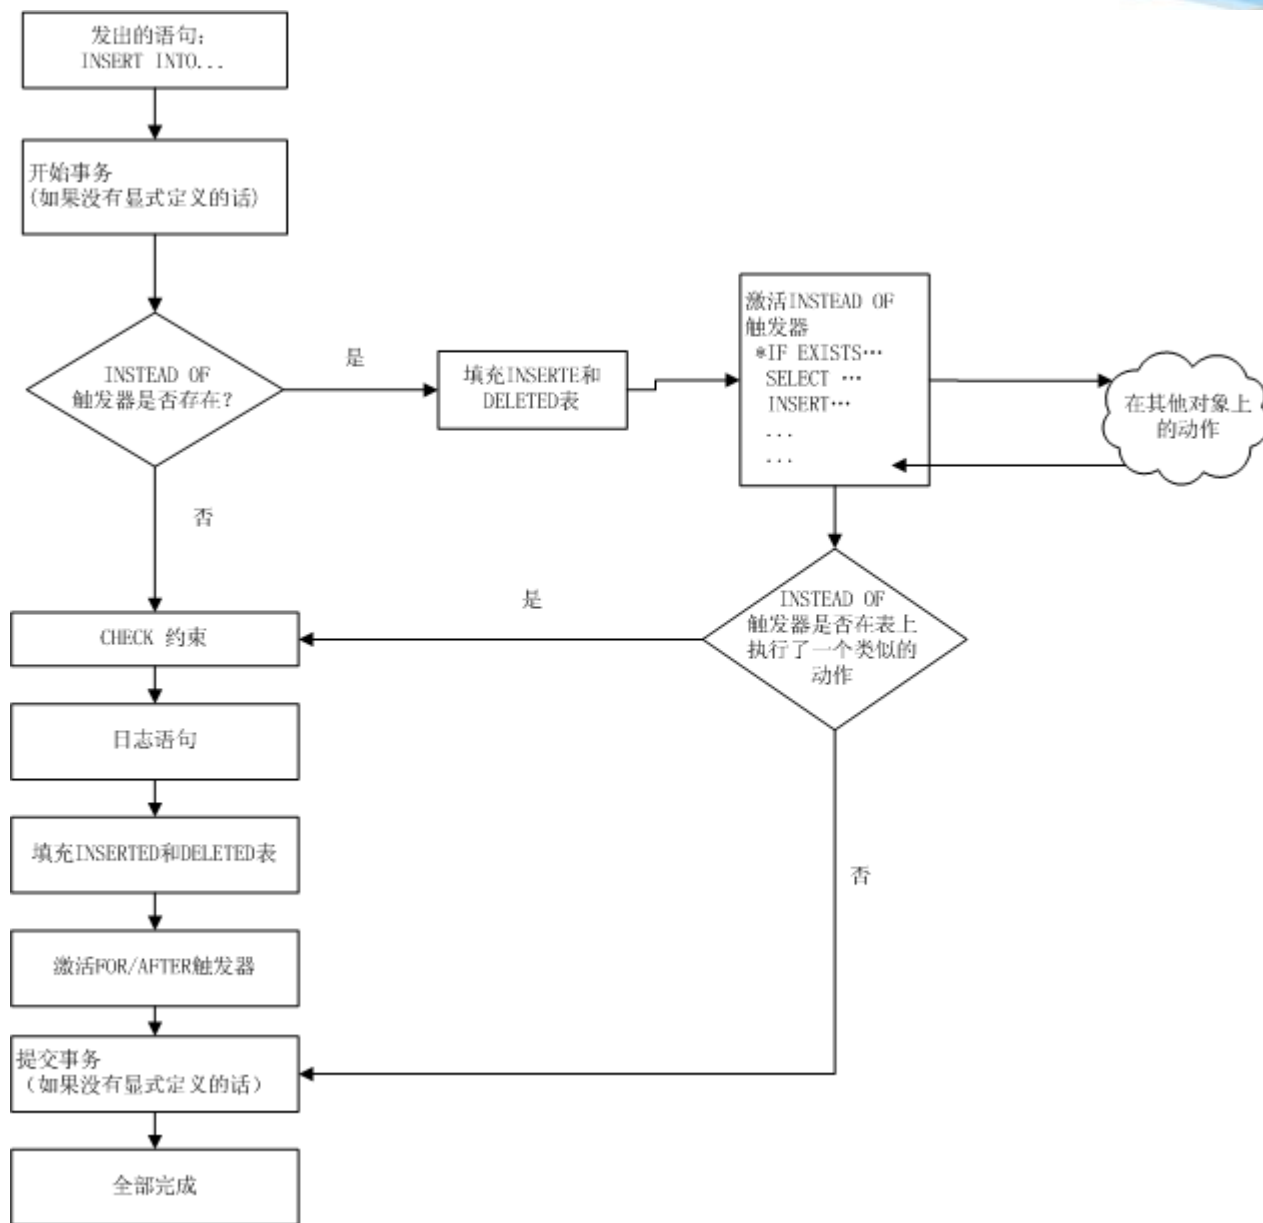 发出的语句:
INSERT INTO...
开始事务
(如果没有显式定义的话)
INSTEAD OF
触发器是否存在?
是
填充INSERTE和
DELETED表
激活INSTEAD OF
触发器
*IF EXISTS…
SELECT …
INSERT…
...
...
在其他对象上
的动作
否
INSTEAD OF
触发器是否在表上
执行了一个类似的
动作
是
CHECK 约束
日志语句
填充INSERTED和DELETED表
否
激活FOR/AFTER触发器
提交事务
（如果没有显式定义的话）
全部完成